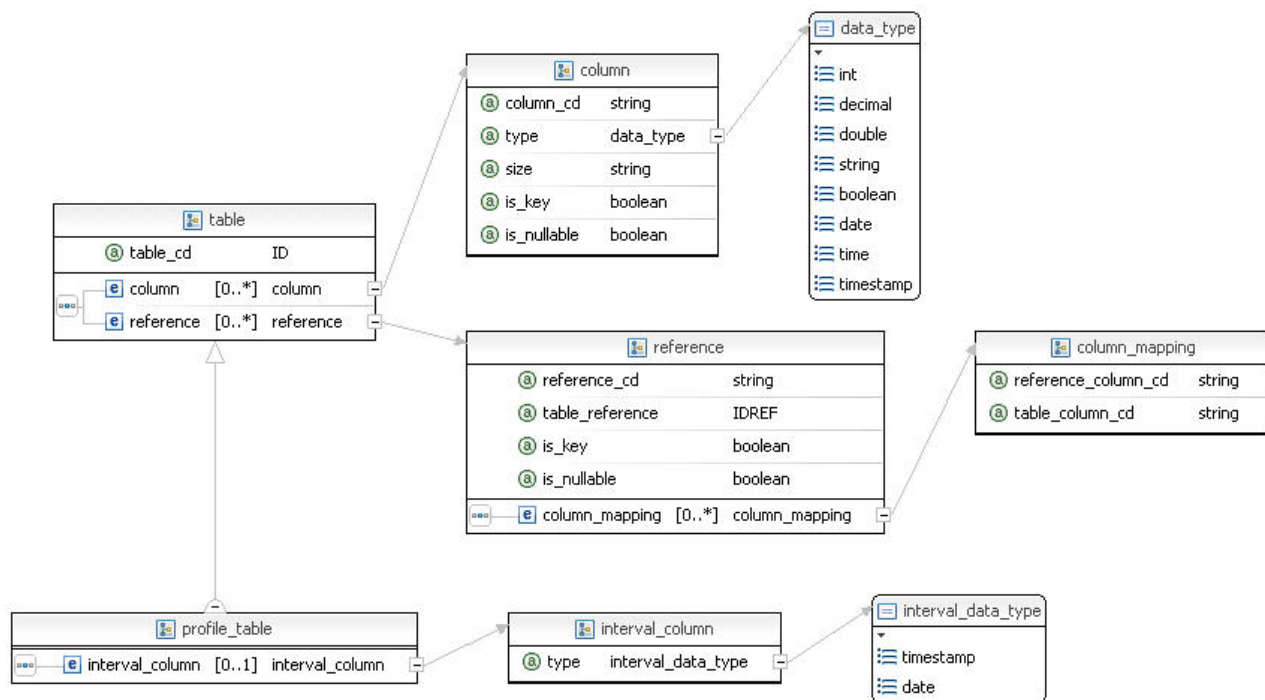 data_type
int
decimal
double
string
boolean
date
time
timestamp
column
column_cd string
type data_type
size string
is_key boolean
is_nullable boolean
table
table_cd ID
column [0..*] column
reference [0..*] reference
reference
reference_cd string
table_reference IDREF
is_key boolean
is_nullable boolean
column_mapping [0..*] column_mapping
column_mapping
reference_column_cd string
table_column_cd string
profile_table
interval_column [0..1] interval_column
interval_column
type interval_data_type
interval_data_type
timestamp
date